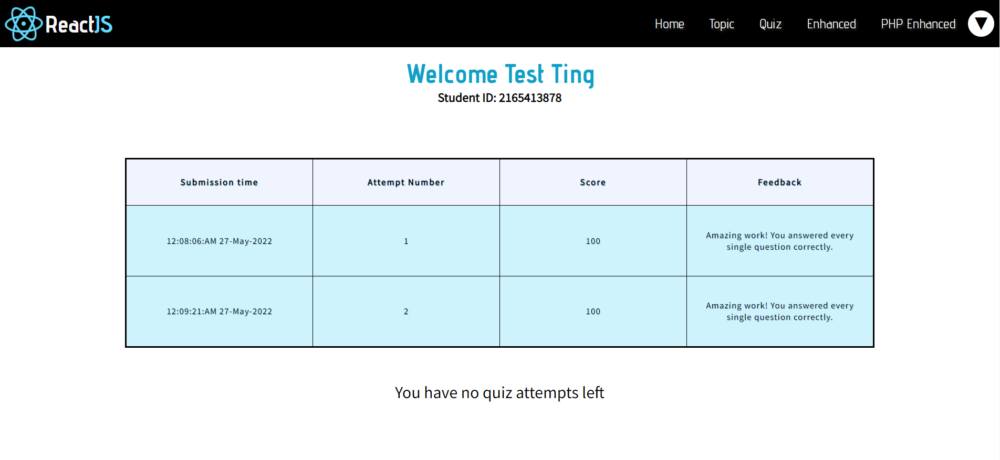 ReactJS
Home Topic Quiz Enhanced PHP Enhanced
Welcome Test Ting
Student ID: 2165413878
Submission time Attempt Number Score Feedback
12:08:06:AM 27-May-2022 1 100 Amazing work! You answered every
single question correctly.
12:09:21:AM 27-May-2022 2 100 Amazing work! You answered every
single question correctly.
You have no quiz attempts left